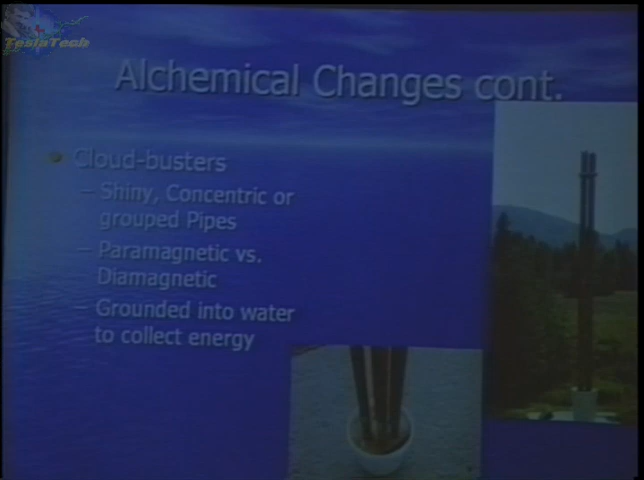 TeslaTech
Alchemical Changes cont.
Cloud-busters
– Shiny, Concentric or
grouped Pipes
– Paramagnetic vs.
Diamagnetic
– Grounded into water
to collect energy